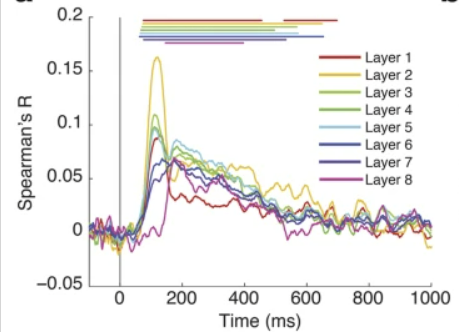 0.2
0.15
0.1
0.05
0
−0.05
Spearman's R
Layer 1
Layer 2
Layer 3
Layer 4
Layer 5
Layer 6
Layer 7
Layer 8
0 200 400 600 800 1000
Time (ms)